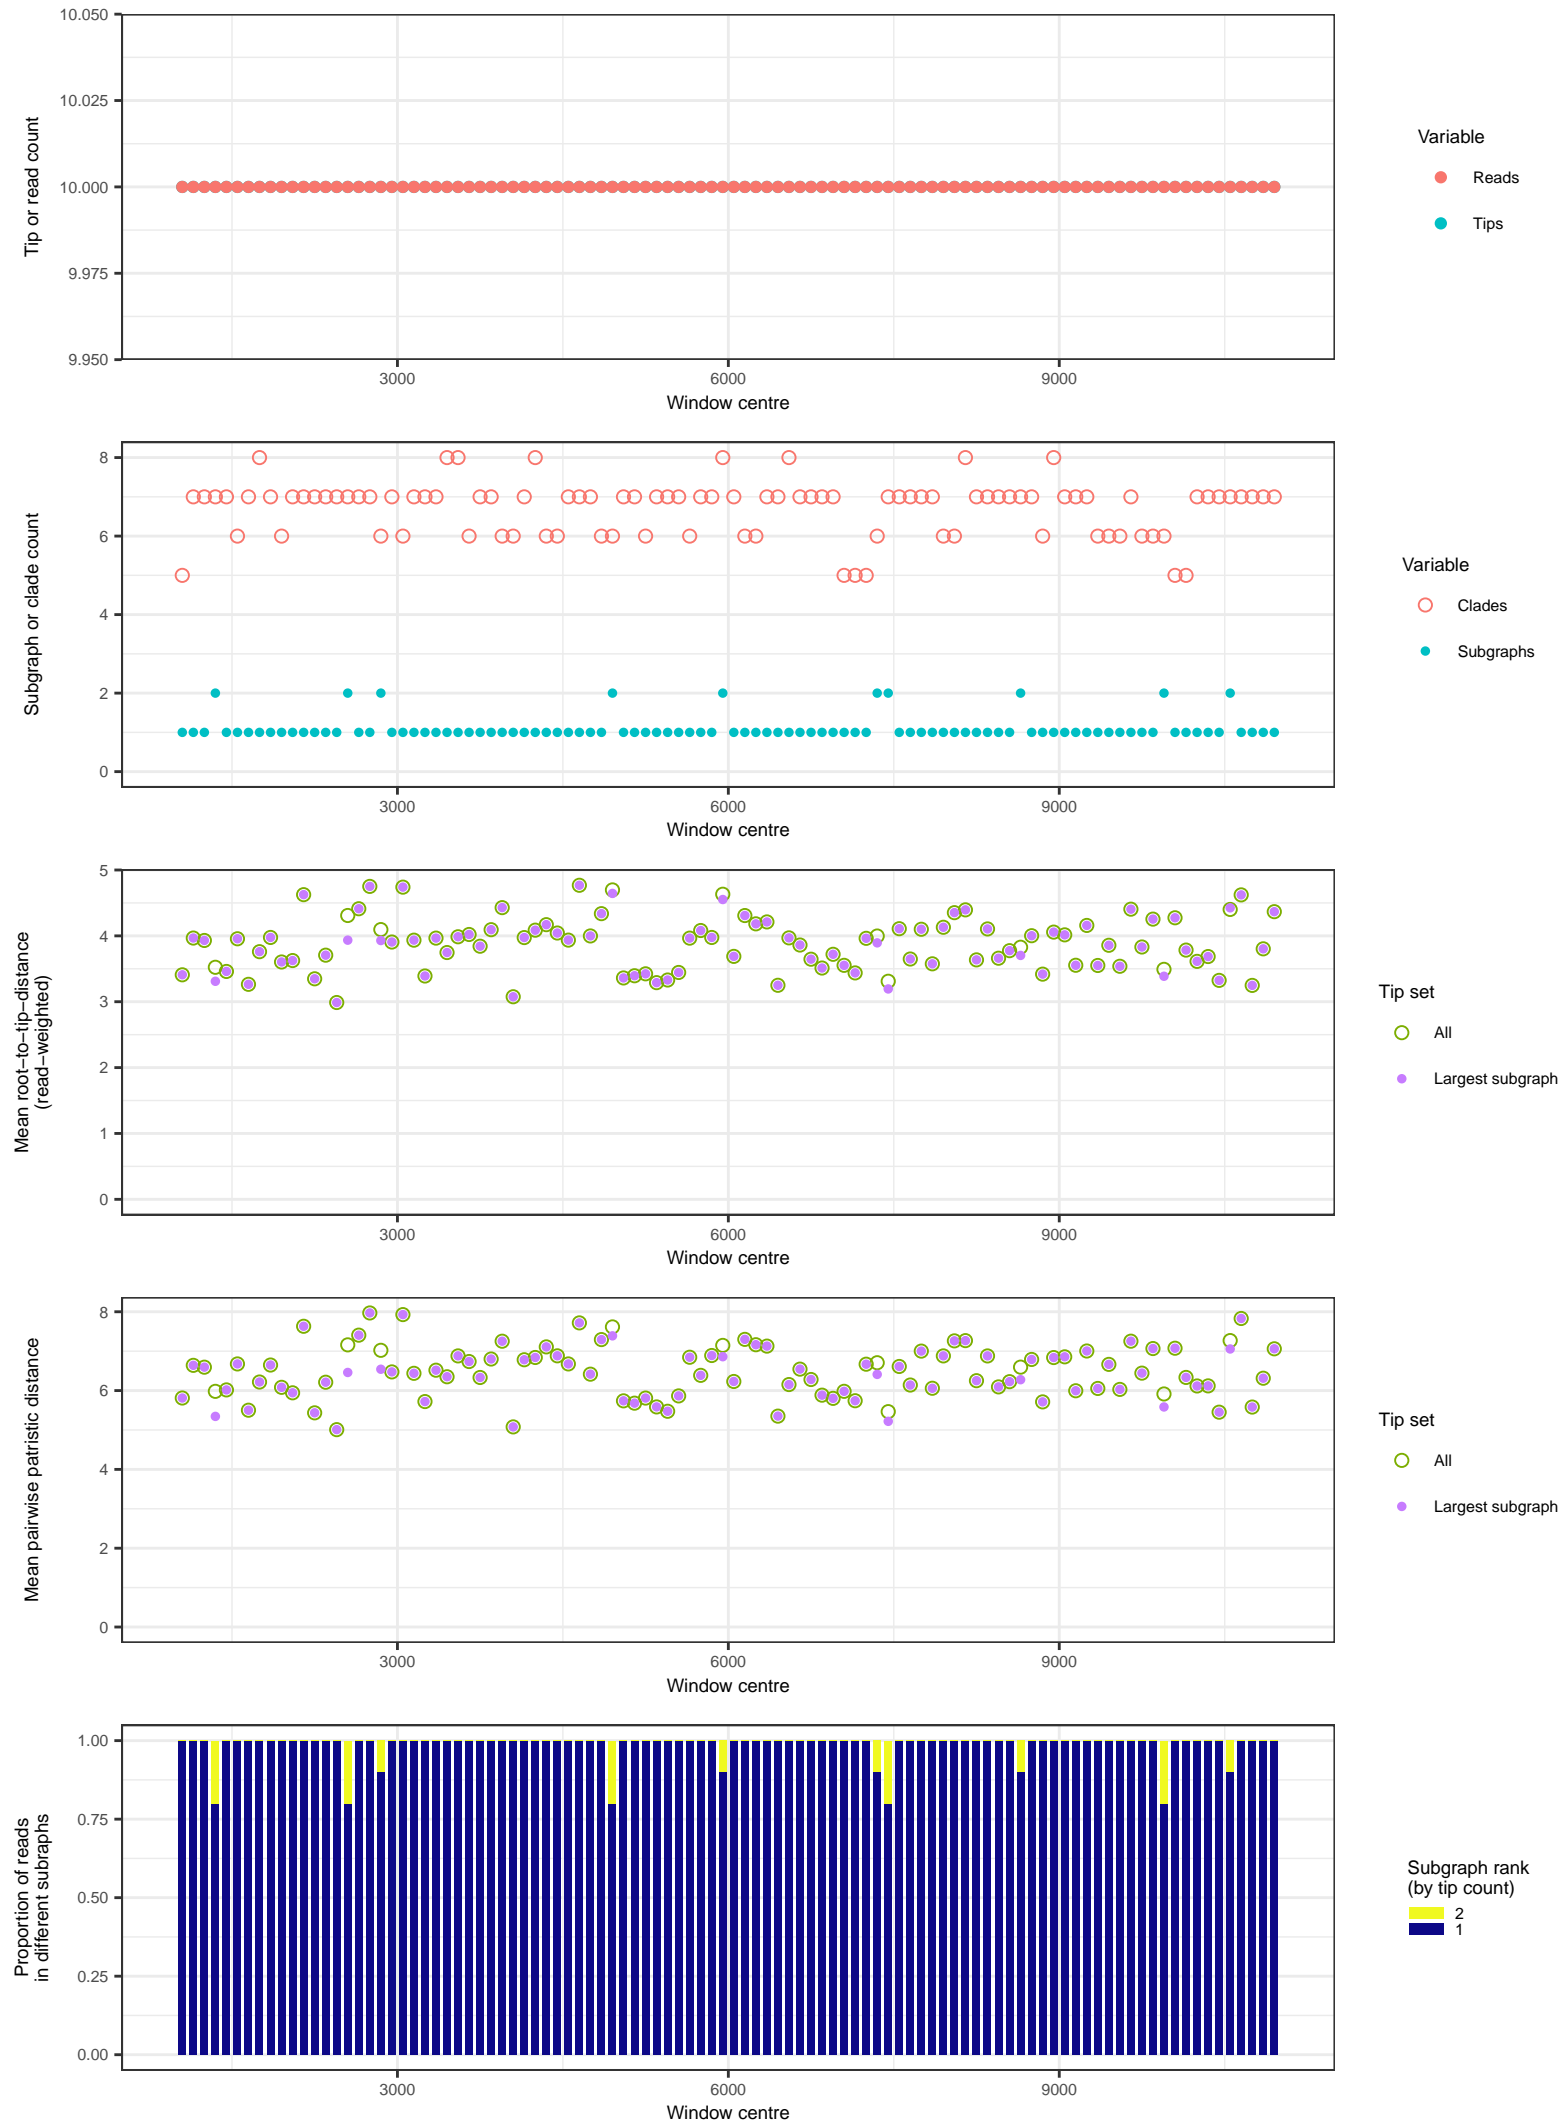 10.050
10.025
10.000
9.975
9.950
Tip or read count
3000
6000
9000
Window centre
Variable
Reads
Tips
8
6
4
2
0
Subgraph or clade count
3000
6000
9000
Window centre
Variable
Clades
Subgraphs
5
4
3
2
1
0
Mean root−to−tip−distance
(read−weighted)
3000
6000
9000
Window centre
Tip set
All
Largest subgraph
8
6
4
2
0
Mean pairwise patristic distance
3000
6000
9000
Window centre
Tip set
All
Largest subgraph
1.00
0.75
0.50
0.25
0.00
Proportion of reads
in different subraphs
3000
6000
9000
Window centre
Subgraph rank
(by tip count)
2
1